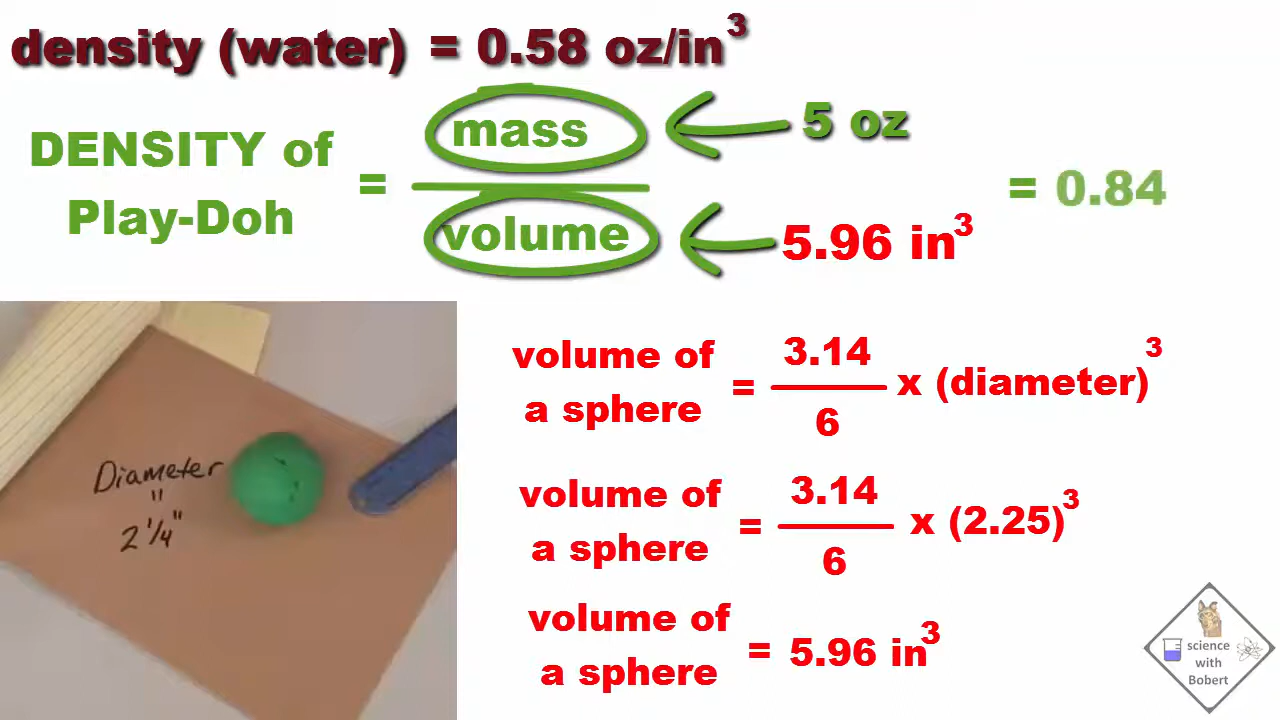 density (water) = 0.58 oz/in³
DENSITY of
Play-Doh
=
mass
volume
5 oz
5.96 in³
= 0.84
Diameter
"
2 1/4"
volume of
a sphere
=
3.14
6
x (diameter)³
volume of
a sphere
=
3.14
6
x (2.25)³
volume of
a sphere
= 5.96 in³
science
with
Bobert